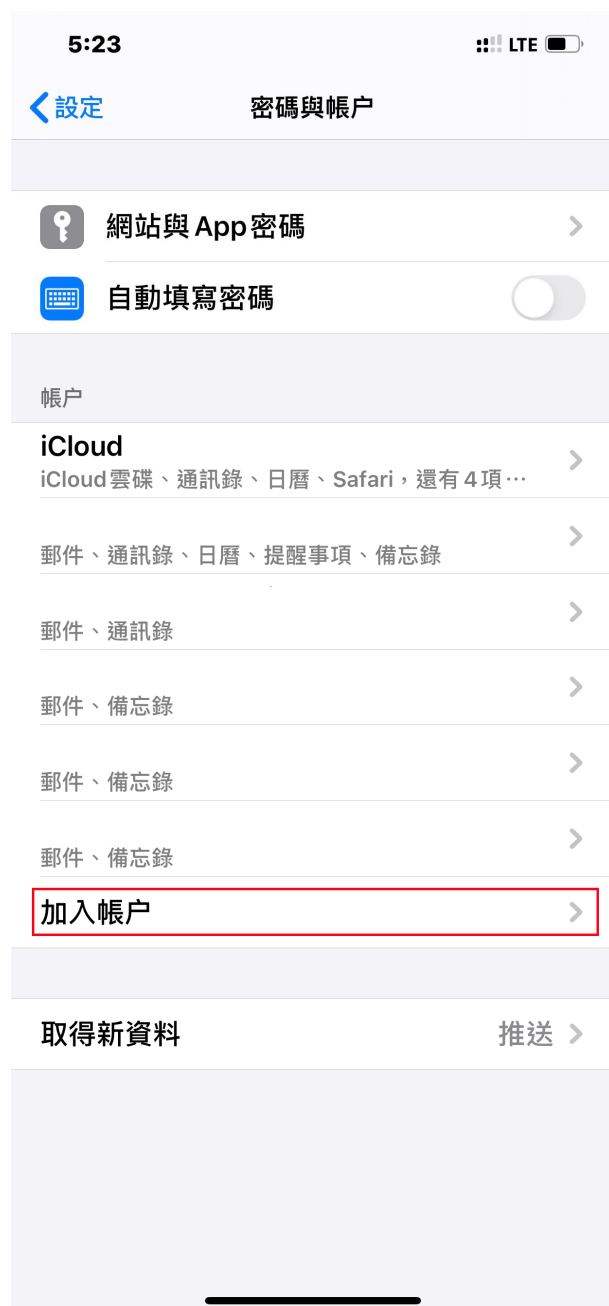 5:23
LTE
設定
密碼與帳戶
網站與 App 密碼
自動填寫密碼
帳戶
iCloud
iCloud 雲碟、通訊錄、日曆、Safari，還有 4 項…
郵件、通訊錄、日曆、提醒事項、備忘錄
郵件、通訊錄
郵件、備忘錄
郵件、備忘錄
郵件、備忘錄
加入帳戶
取得新資料
推送